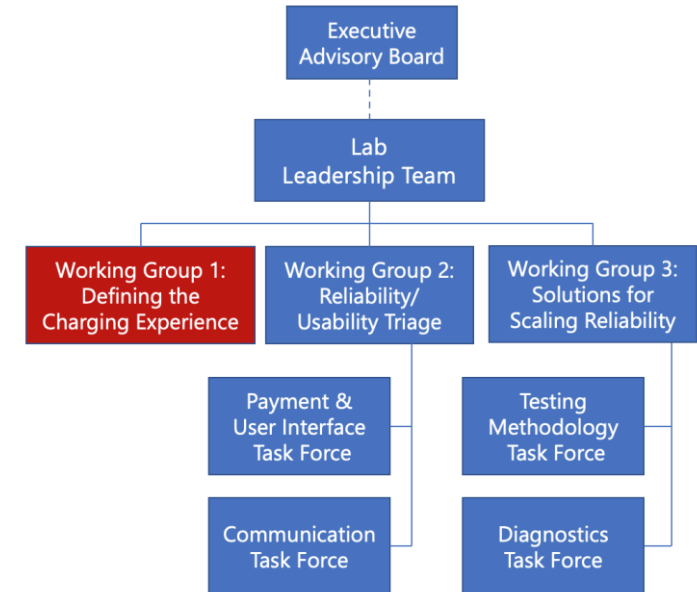 Executive
Advisory Board
Lab
Leadership Team
Working Group 1:
Defining the
Charging Experience
Working Group 2:
Reliability/
Usability Triage
Working Group 3:
Solutions for
Scaling Reliability
Payment &
User Interface
Task Force
Testing
Methodology
Task Force
Communication
Task Force
Diagnostics
Task Force